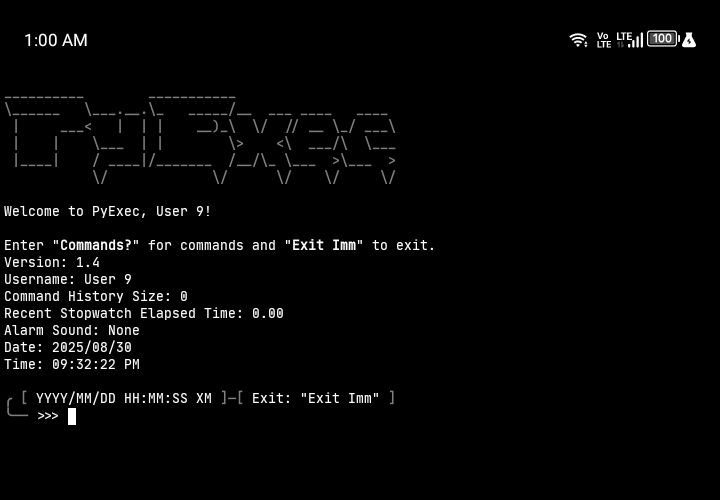 1:00 AM
Vo LTE LTE 100
PyExec
Welcome to PyExec, User 9!
Enter "Commands?" for commands and "Exit Imm" to exit.
Version: 1.4
Username: User 9
Command History Size: 0
Recent Stopwatch Elapsed Time: 0.00
Alarm Sound: None
Date: 2025/08/30
Time: 09:32:22 PM
[ YYYY/MM/DD HH:MM:SS XM ]─[ Exit: "Exit Imm" ]
>>>